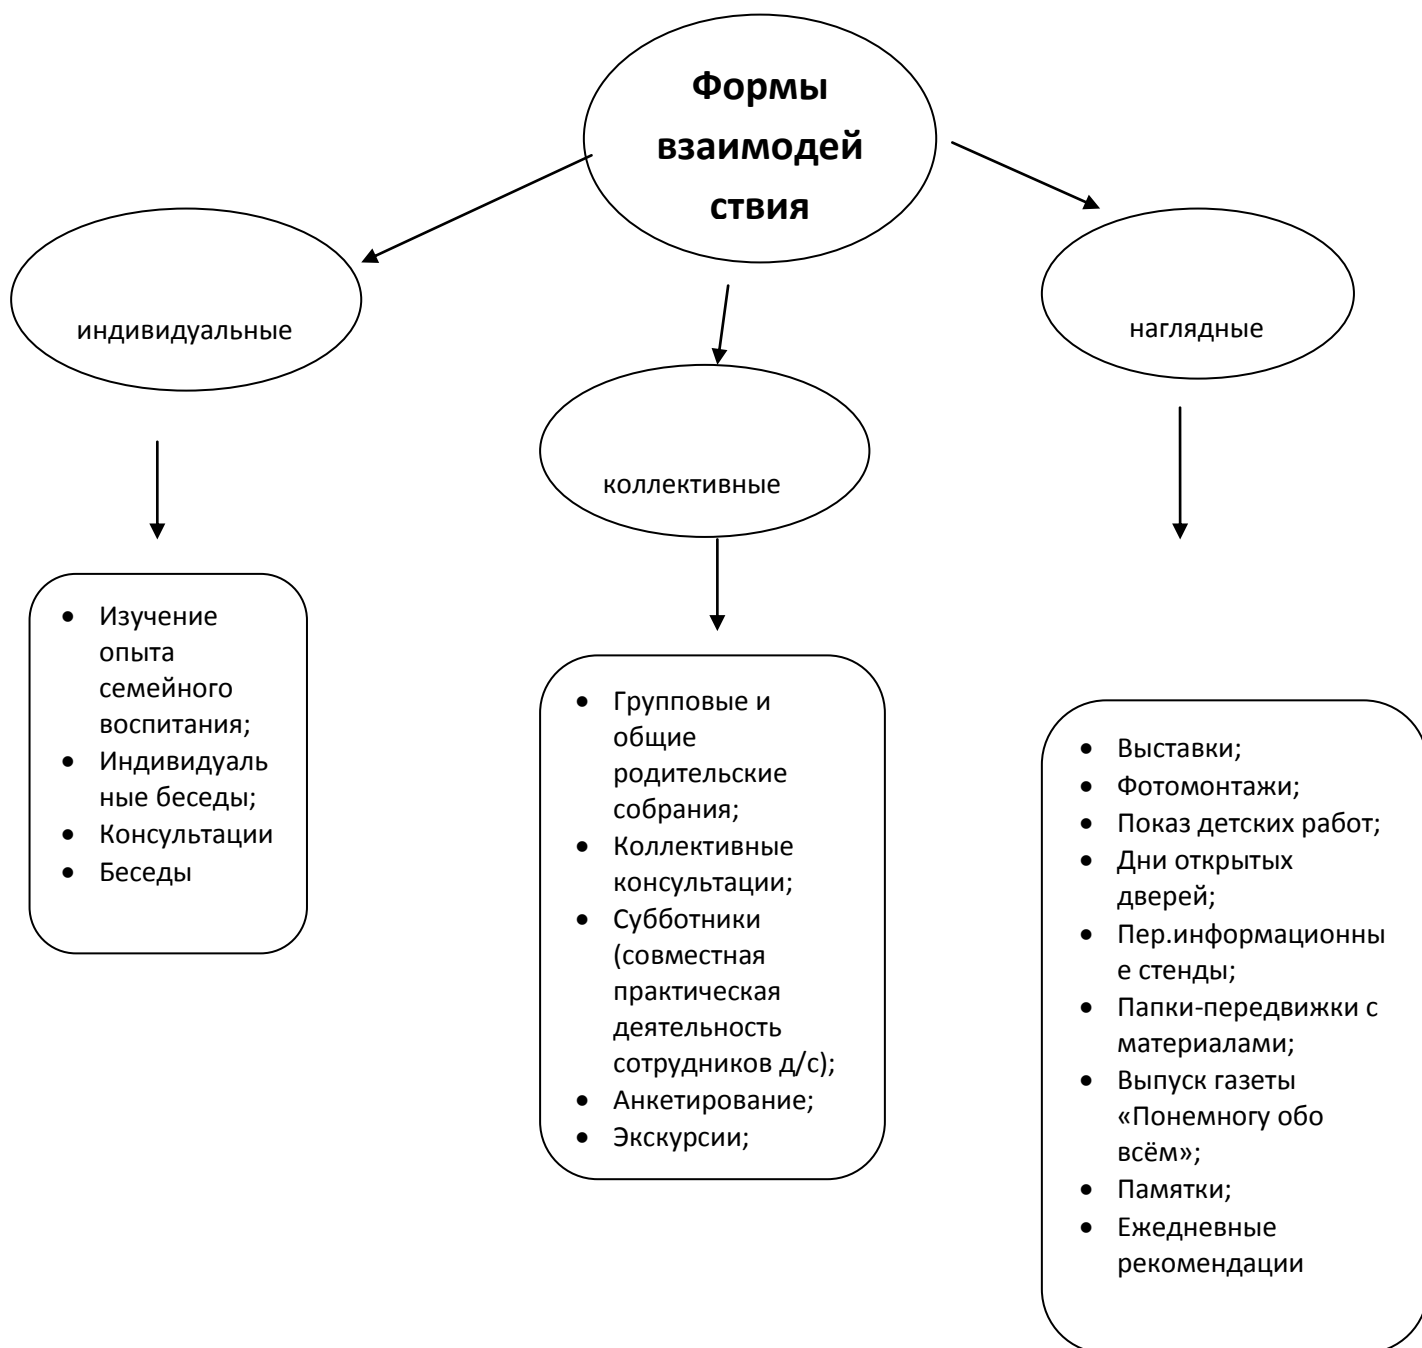 Формы
взаимодей
ствия
индивидуальные
наглядные
коллективные
• Изучение
опыта
семейного
воспитания;
• Индивидуаль
ные беседы;
• Консультации
• Беседы
• Групповые и
общие
родительские
собрания;
• Коллективные
консультации;
• Субботники
(совместная
практическая
деятельность
сотрудников д/с);
• Анкетирование;
• Экскурсии;
• Выставки;
• Фотомонтажи;
• Показ детских работ;
• Дни открытых
дверей;
• Пер.информационны
е стенды;
• Папки-передвижки с
материалами;
• Выпуск газеты
«Понемногу обо
всём»;
• Памятки;
• Ежедневные
рекомендации